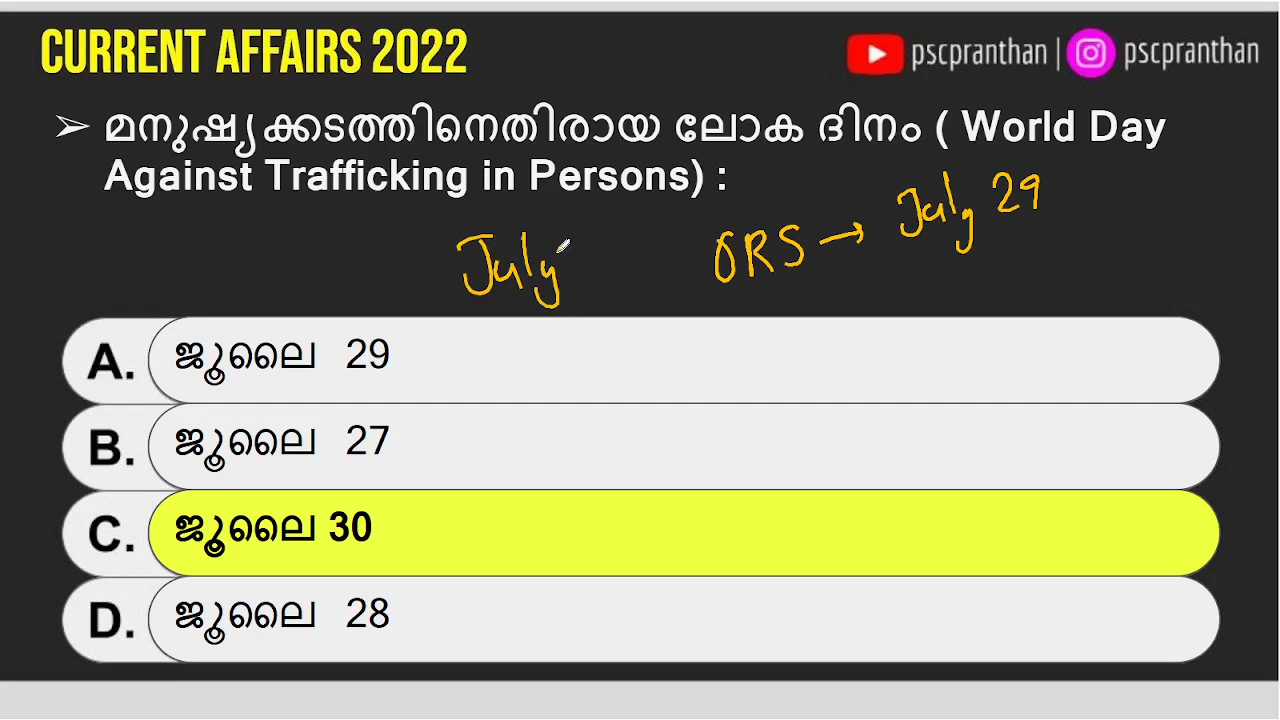 CURRENT AFFAIRS 2022
pscpranthan | pscpranthan
➢ മനുഷ്യക്കടത്തിനെതിരായ ലോക ദിനം ( World Day
Against Trafficking in Persons) :
July 29
July
ORS →
A. ജൂലൈ 29
B. ജൂലൈ 27
C. ജൂലൈ 30
D. ജൂലൈ 28